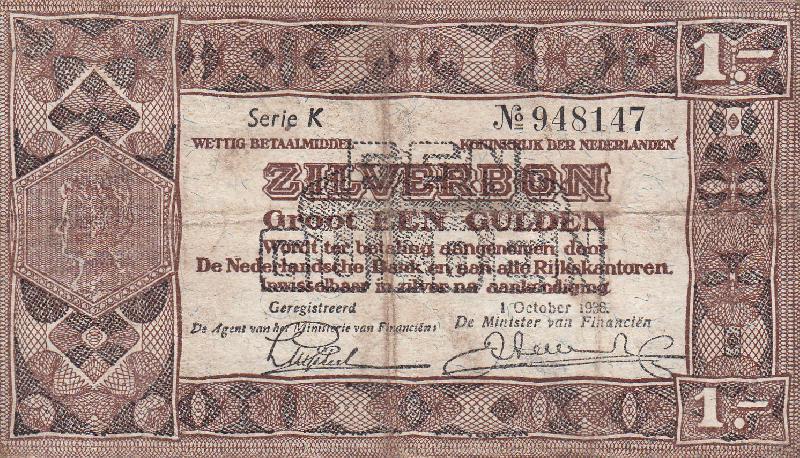 1.-
Serie K № 948147
WETTIG BETAALMIDDEL KONINKRIJK DER NEDERLANDEN
EEN
ZILVERBON
Groot EEN GULDEN
GULDEN
Wordt ter betaling aangenomen door
De Nederlandsche Bank en aan alle Rijkskantoren.
Inwisselbaar in zilver na aankondiging
Geregistreerd 1 October 1938.
De Agent van het Ministerie van Financiën De Minister van Financiën
1.-